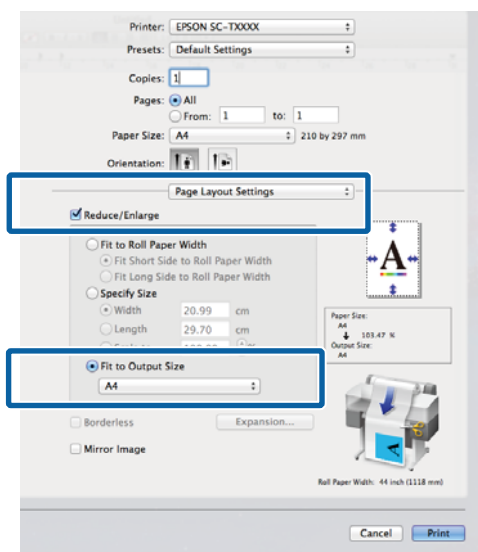 Printer: EPSON SC-TXXXX
Presets: Default Settings
Copies: 1
Pages: All
From: 1 to: 1
Paper Size: A4 210 by 297 mm
Orientation:
Page Layout Settings
Reduce/Enlarge
Fit to Roll Paper Width
Fit Short Side to Roll Paper Width
Fit Long Side to Roll Paper Width
Specify Size
Width 20.99 cm
Length 29.70 cm
Fit to Output Size
A4
Borderless Expansion...
Mirror Image
A
Paper Size:
A4
103.47 %
Output Size:
A4
A
Roll Paper Width: 44 inch (1118 mm)
Cancel Print